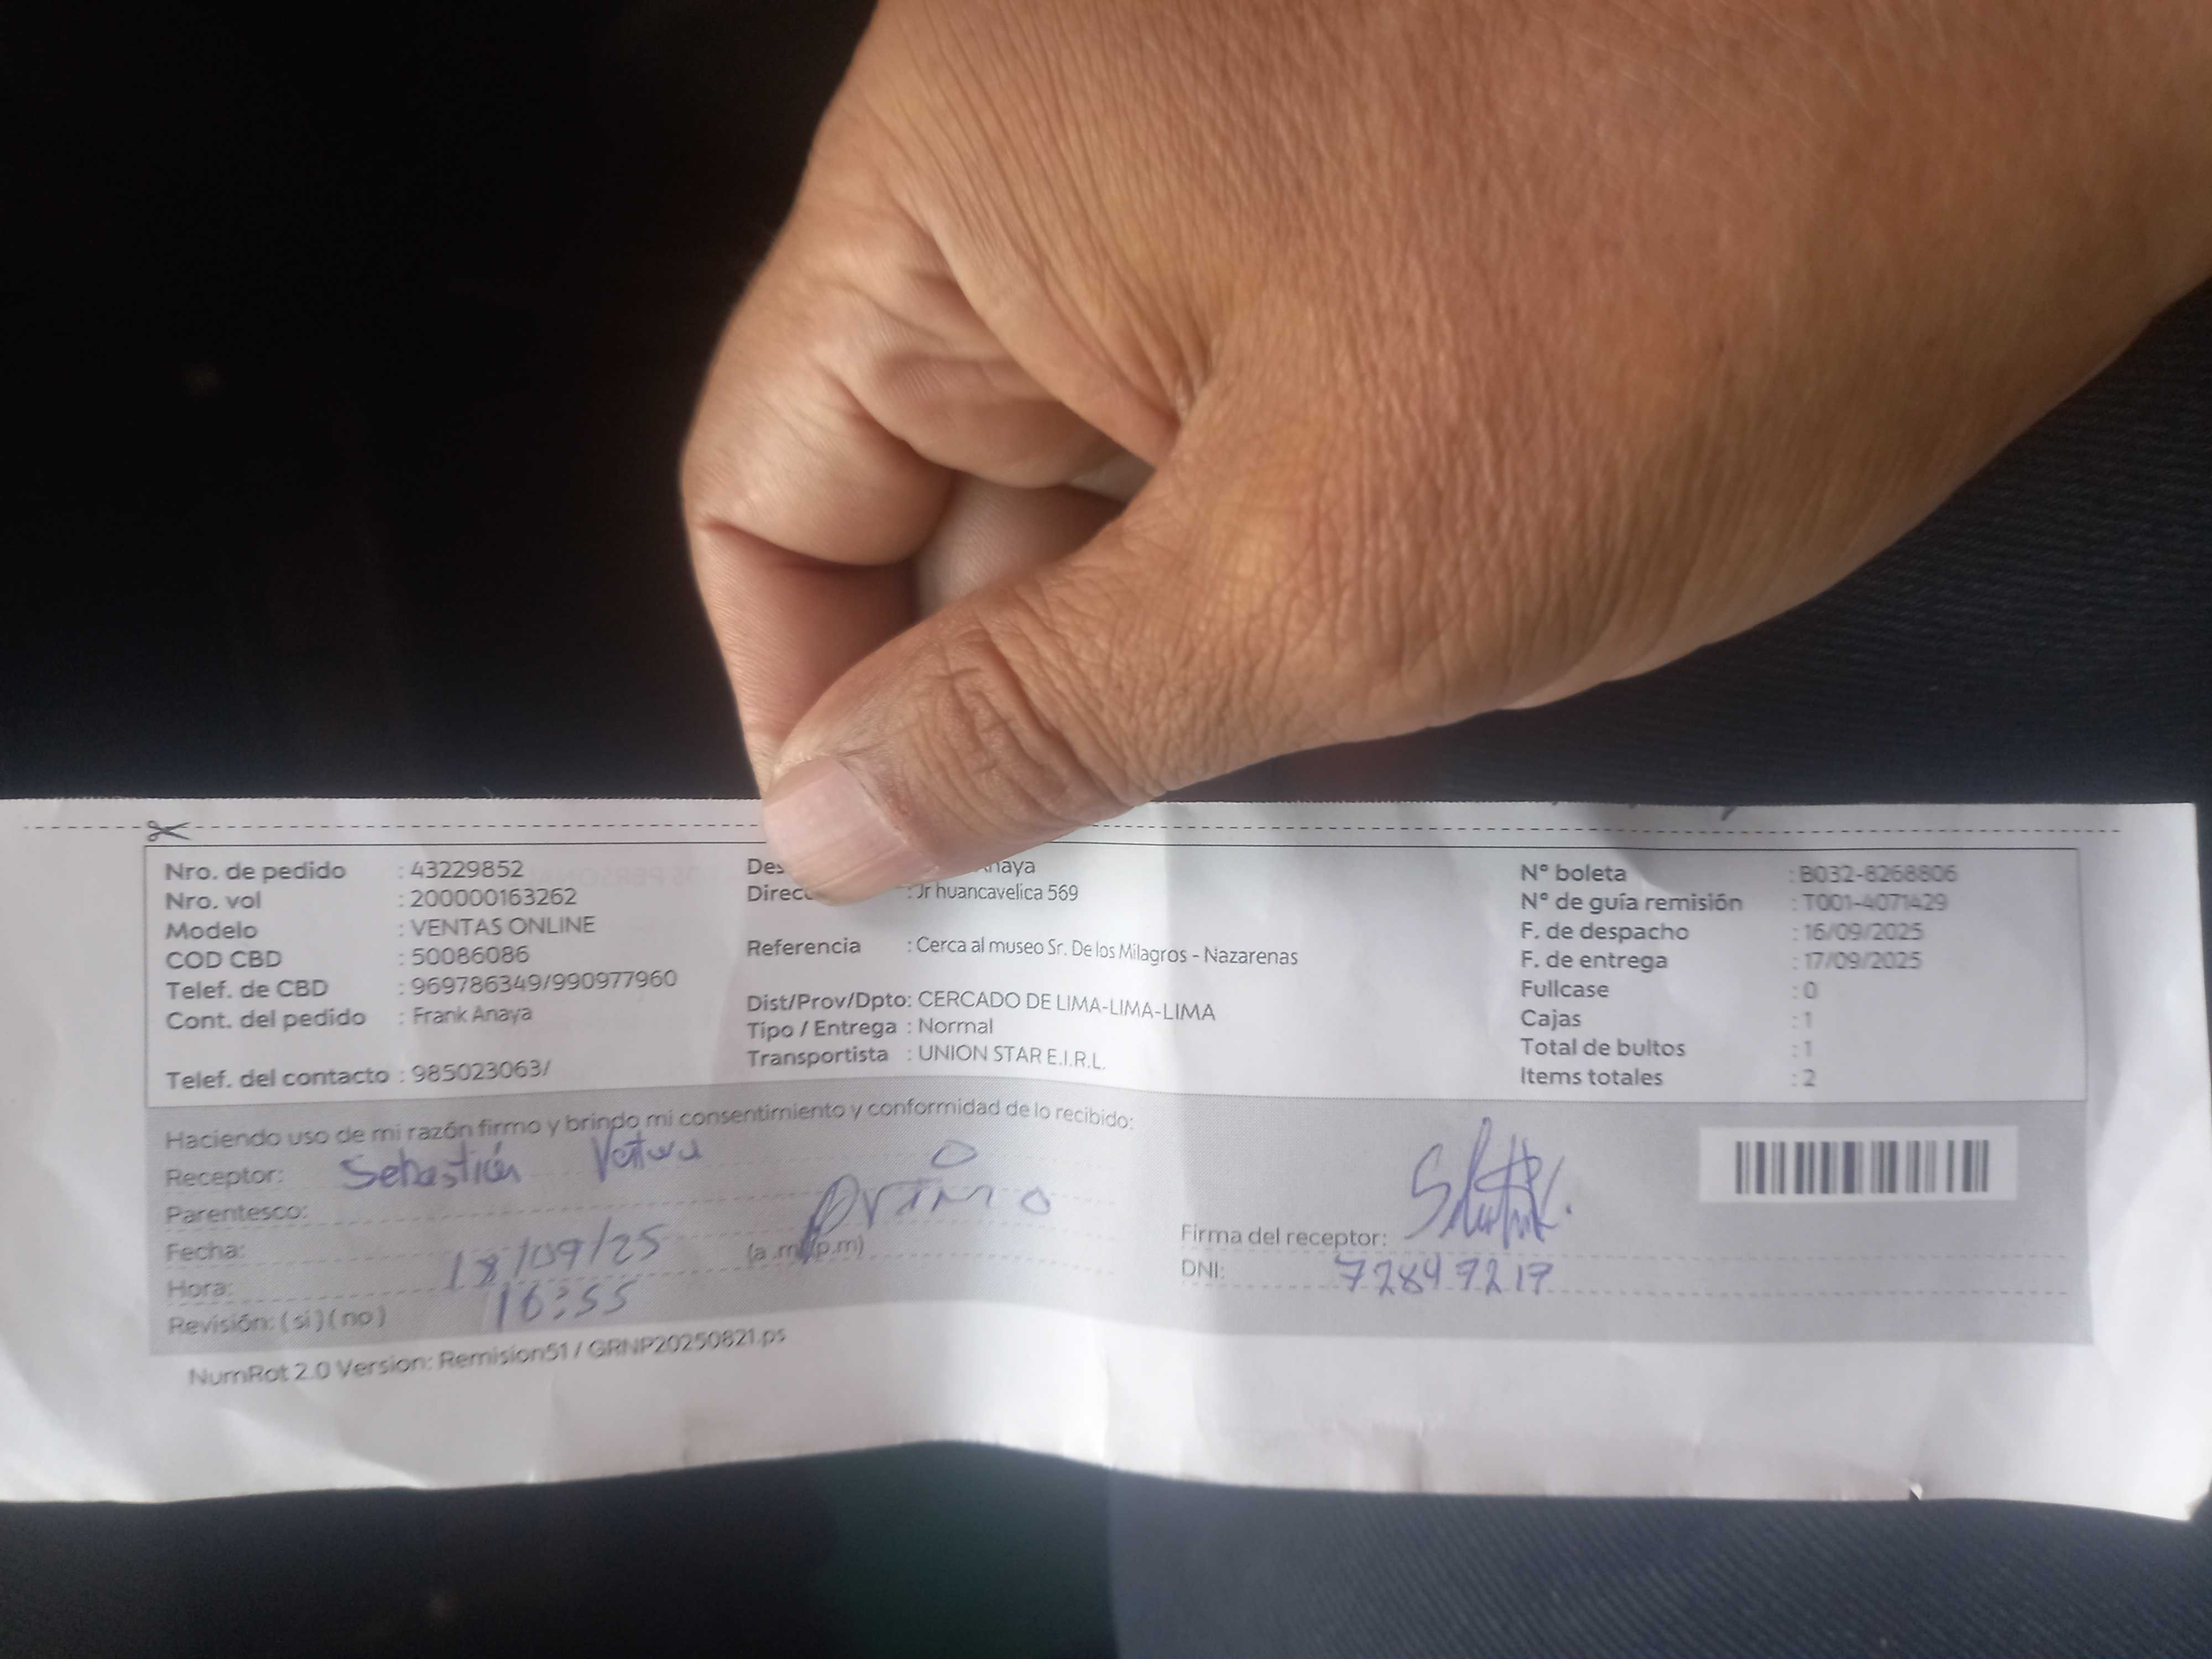 Nro. de pedido : 43229852
Nro. vol : 200000163262
Modelo : VENTAS ONLINE
COD CBD : 50086086
Telef. de CBD : 969786349/990977960
Cont. del pedido : Frank Anaya
Telef. del contacto : 985023063/
Des naya
Direc : Jr huancavelica 569
Referencia : Cerca al museo Sr. De los Milagros - Nazarenas
Dist/Prov/Dpto: CERCADO DE LIMA-LIMA-LIMA
Tipo / Entrega : Normal
Transportista : UNION STAR E.I.R.L.
N° boleta : B032-8268806
N° de guía remisión : T001-4071429
F. de despacho : 16/09/2025
F. de entrega : 17/09/2025
Fullcase : 0
Cajas : 1
Total de bultos : 1
Items totales : 2
Haciendo uso de mi razón firmo y brindo mi consentimiento y conformidad de lo recibido:
Receptor: Sebastián
Parentesco:
Fecha: 18/09/25 (a.m)(p.m)
Hora: 16:55
Revisión: ( si ) ( no )
Firma del receptor:
DNI: 72847217
NumRot 2.0 Version: Remision51 / GRNP20250821.ps